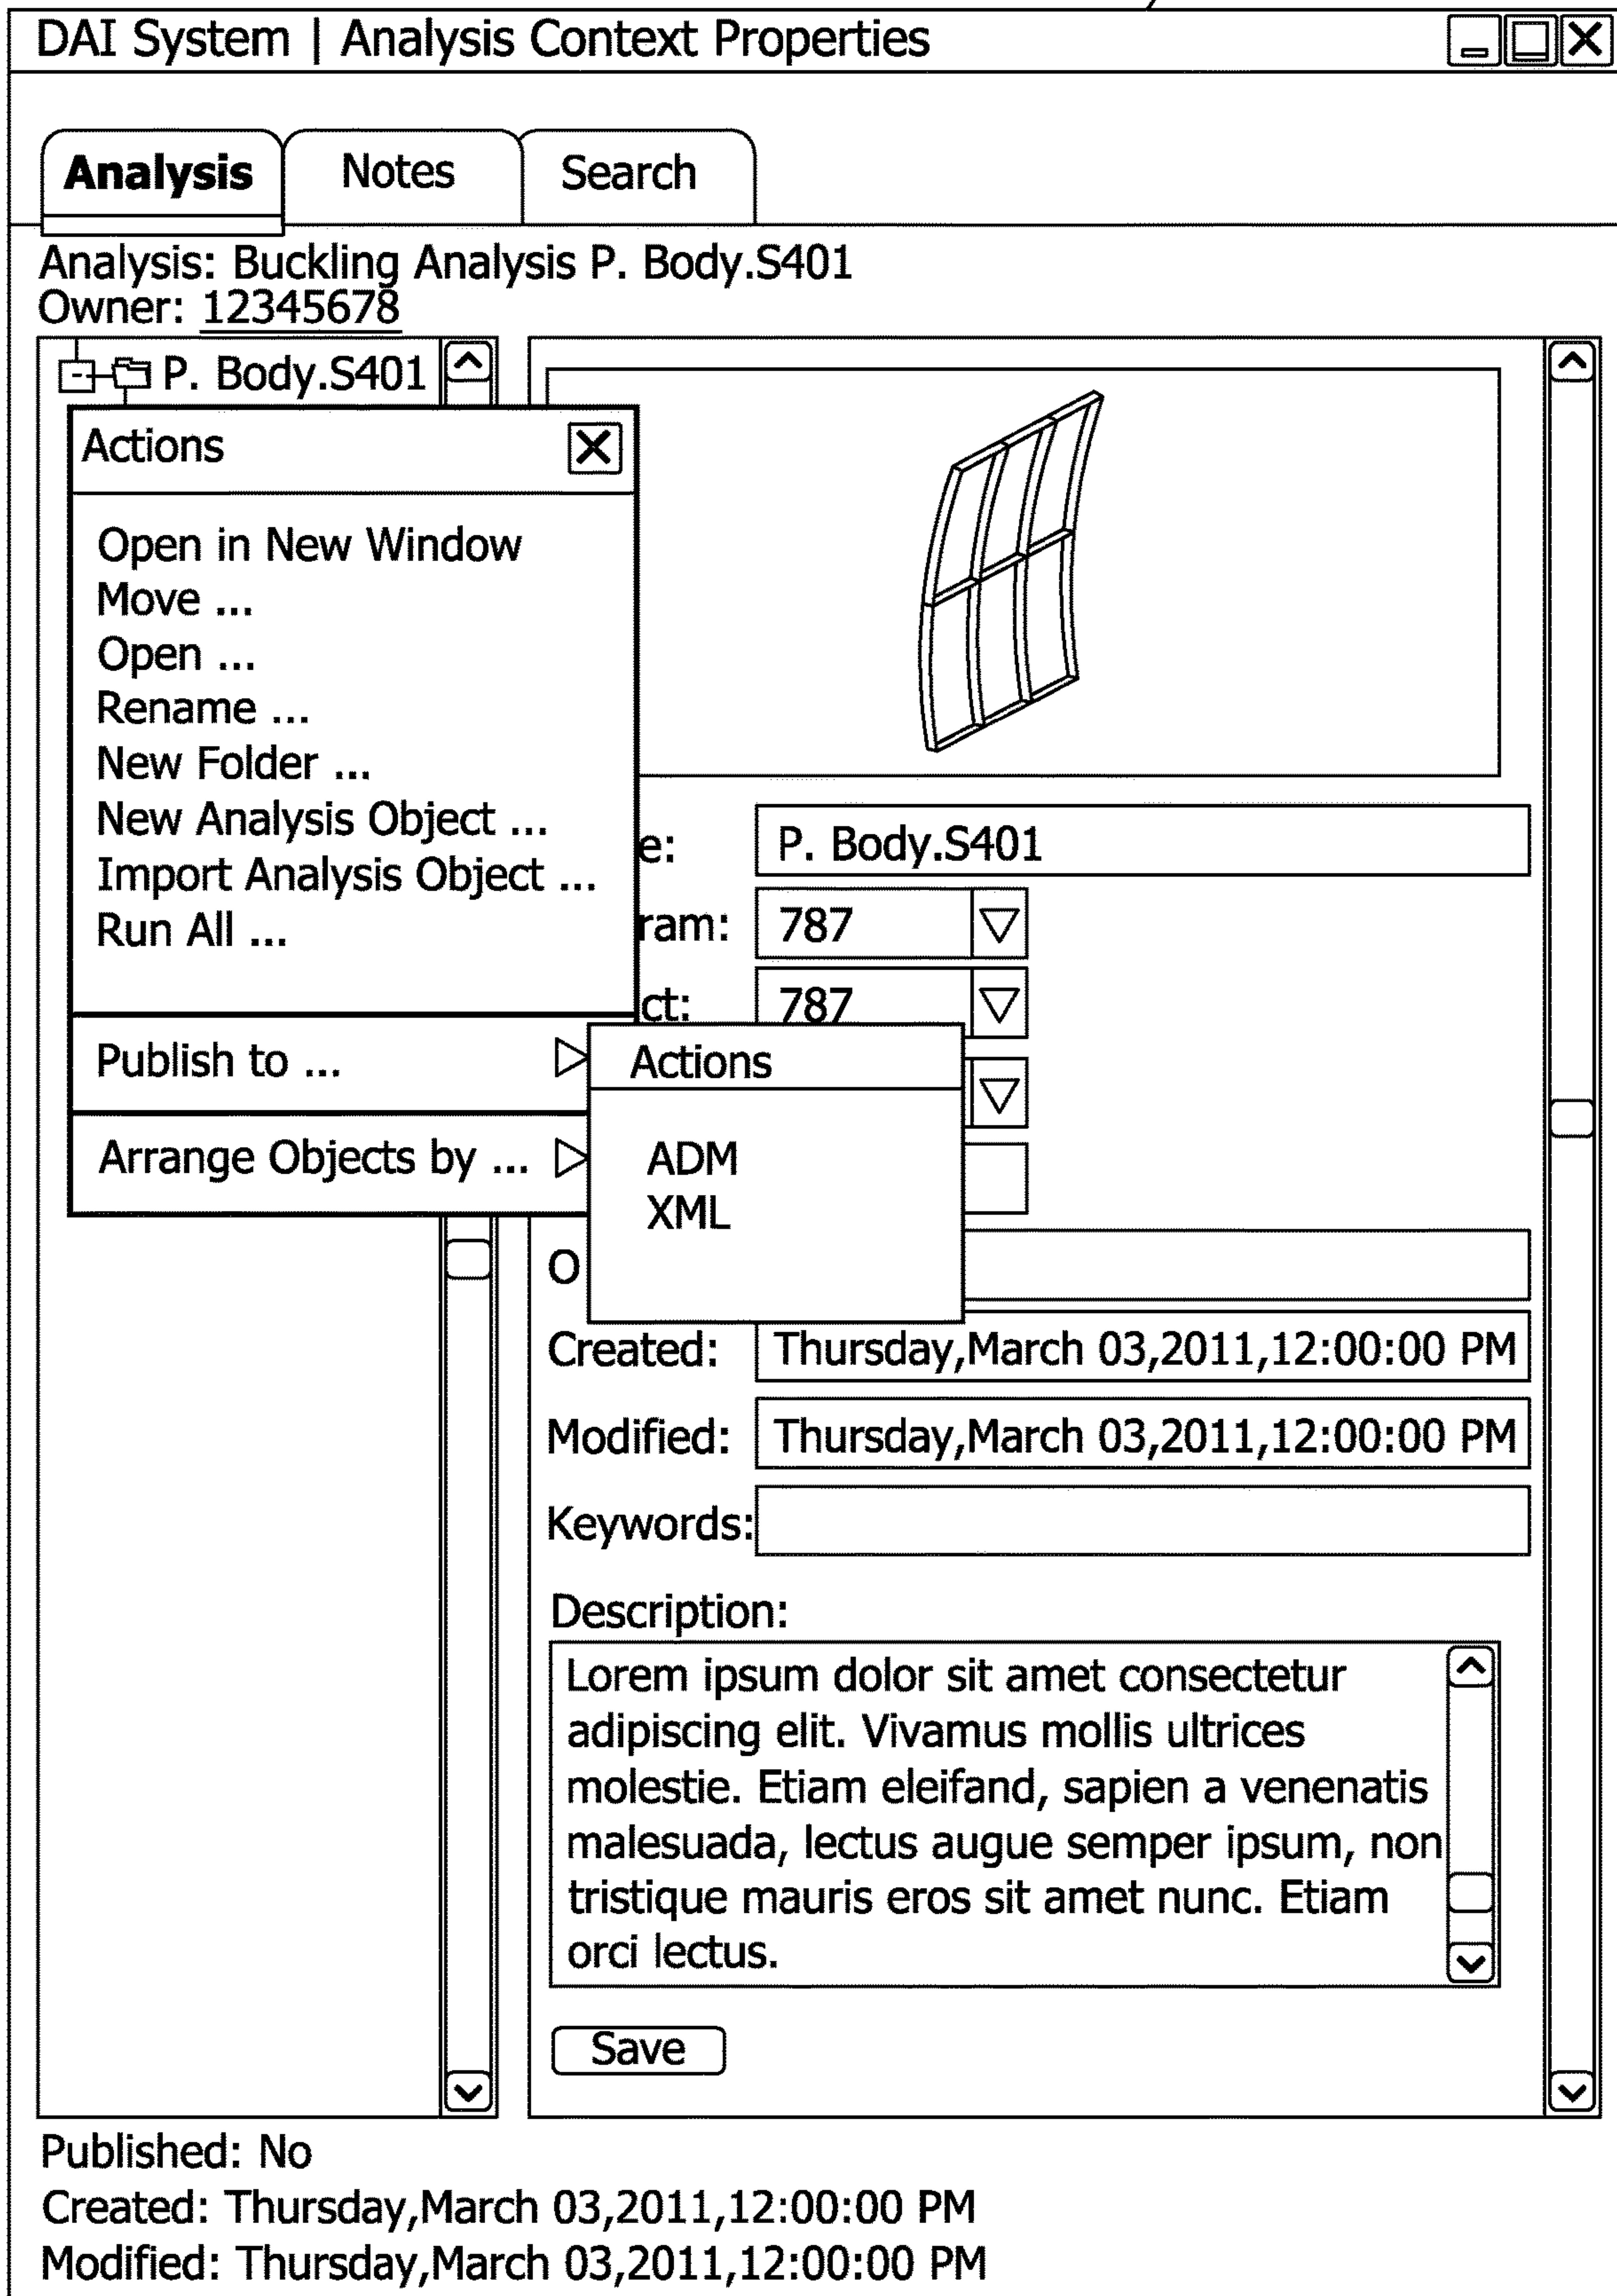 DAI System | Analysis Context Properties
Analysis Notes Search
Analysis: Buckling Analysis P. Body.S401
Owner: 12345678
P. Body.S401
Actions
Open in New Window
Move ...
Open ...
Rename ...
New Folder ...
New Analysis Object ...
Import Analysis Object ...
Run All ...
Publish to ...
Arrange Objects by ...
Actions
ADM
XML
e: P. Body.S401
ram: 787
ct: 787
O
Created: Thursday,March 03,2011,12:00:00 PM
Modified: Thursday,March 03,2011,12:00:00 PM
Keywords:
Description:
Lorem ipsum dolor sit amet consectetur
adipiscing elit. Vivamus mollis ultrices
molestie. Etiam eleifand, sapien a venenatis
malesuada, lectus augue semper ipsum, non
tristique mauris eros sit amet nunc. Etiam
orci lectus.
Save
Published: No
Created: Thursday,March 03,2011,12:00:00 PM
Modified: Thursday,March 03,2011,12:00:00 PM